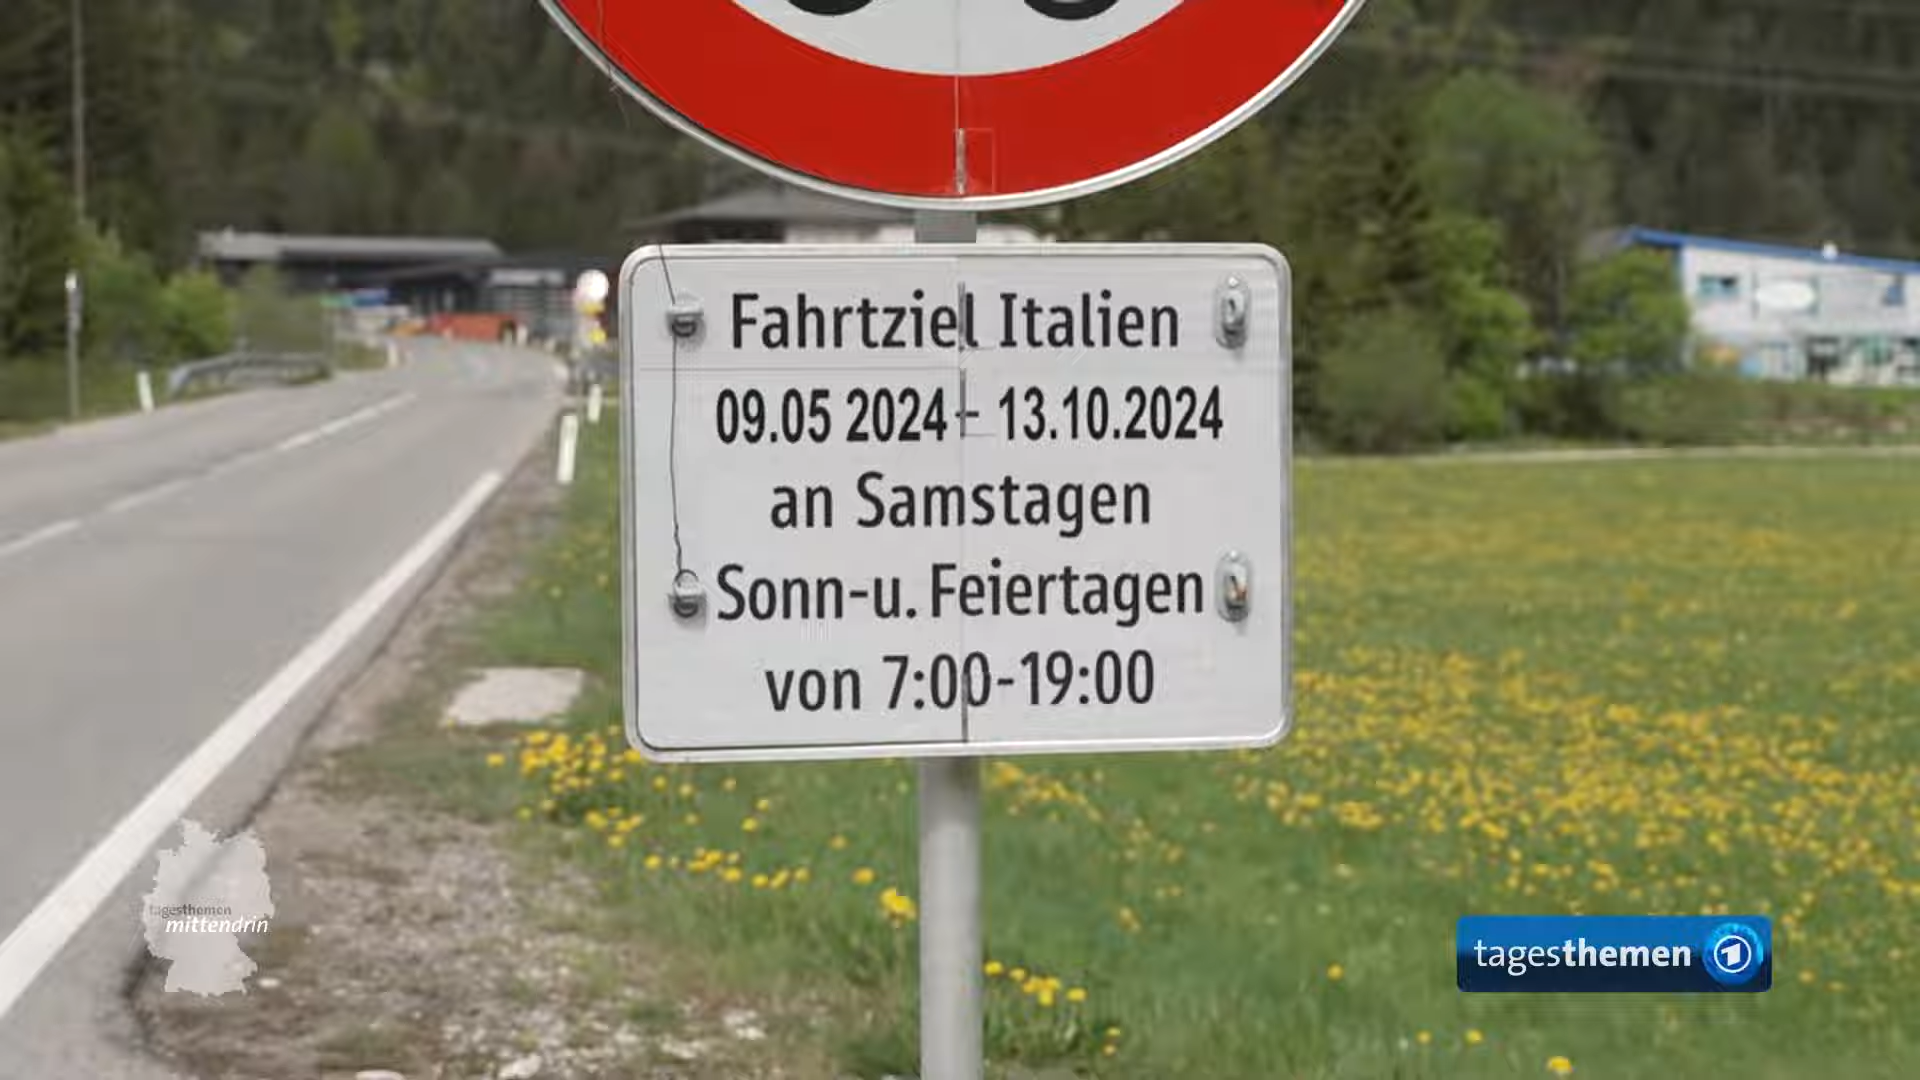 Fahrtziel Italien
09.05 2024 - 13.10.2024
an Samstagen
Sonn-u. Feiertagen
von 7:00-19:00
tagesthemen
mittendrin
tagesthemen 1